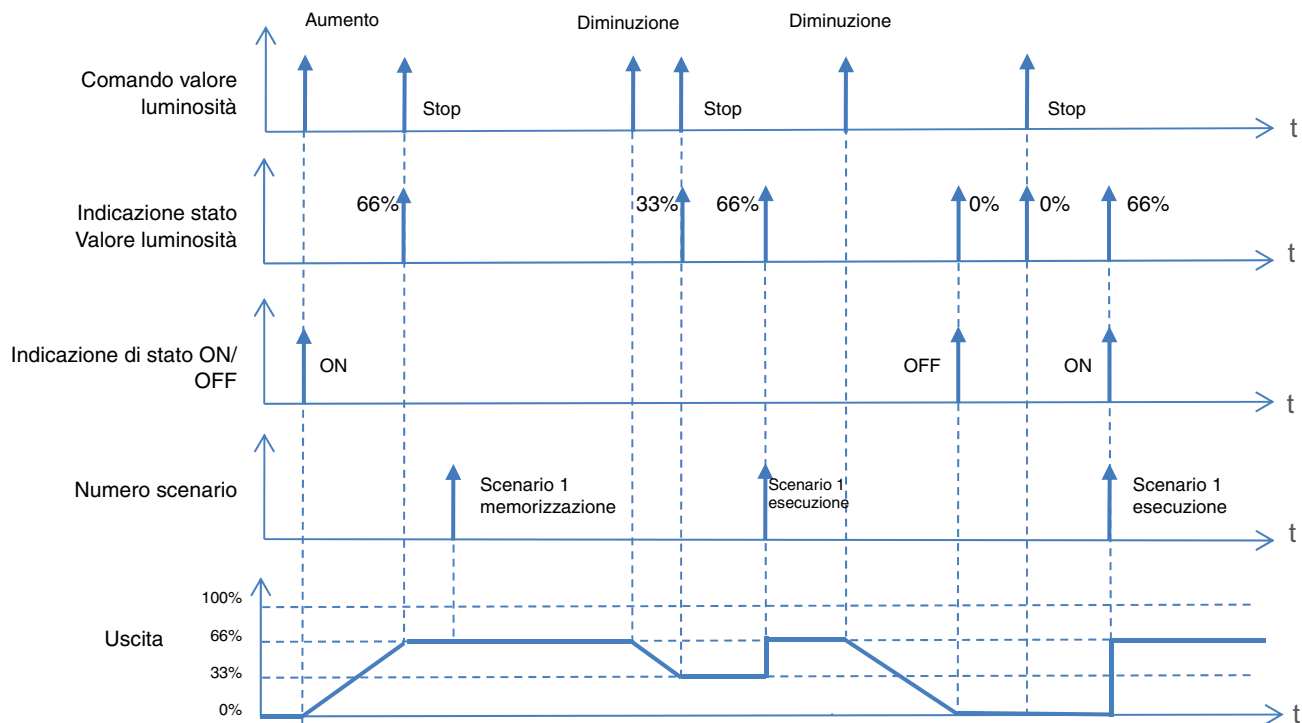 Aumento
Diminuzione
Diminuzione
Comando valore
luminosità
Stop
Stop
Stop
t
66%
33%
66%
0%
0%
66%
Indicazione stato
Valore luminosità
t
Indicazione di stato ON/
OFF
ON
OFF
ON
t
Numero scenario
Scenario 1
memorizzazione
Scenario 1
esecuzione
Scenario 1
esecuzione
t
Uscita
100%
66%
33%
0%
t